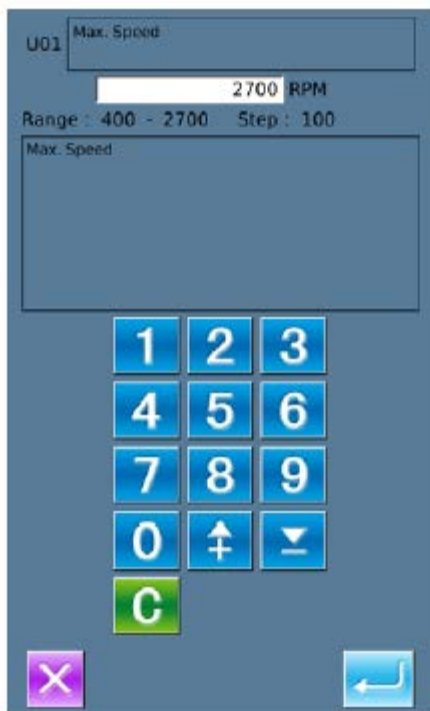 U01 Max. Speed
2700 RPM
Range : 400 - 2700 Step : 100
Max. Speed
1 2 3
4 5 6
7 8 9
0
C